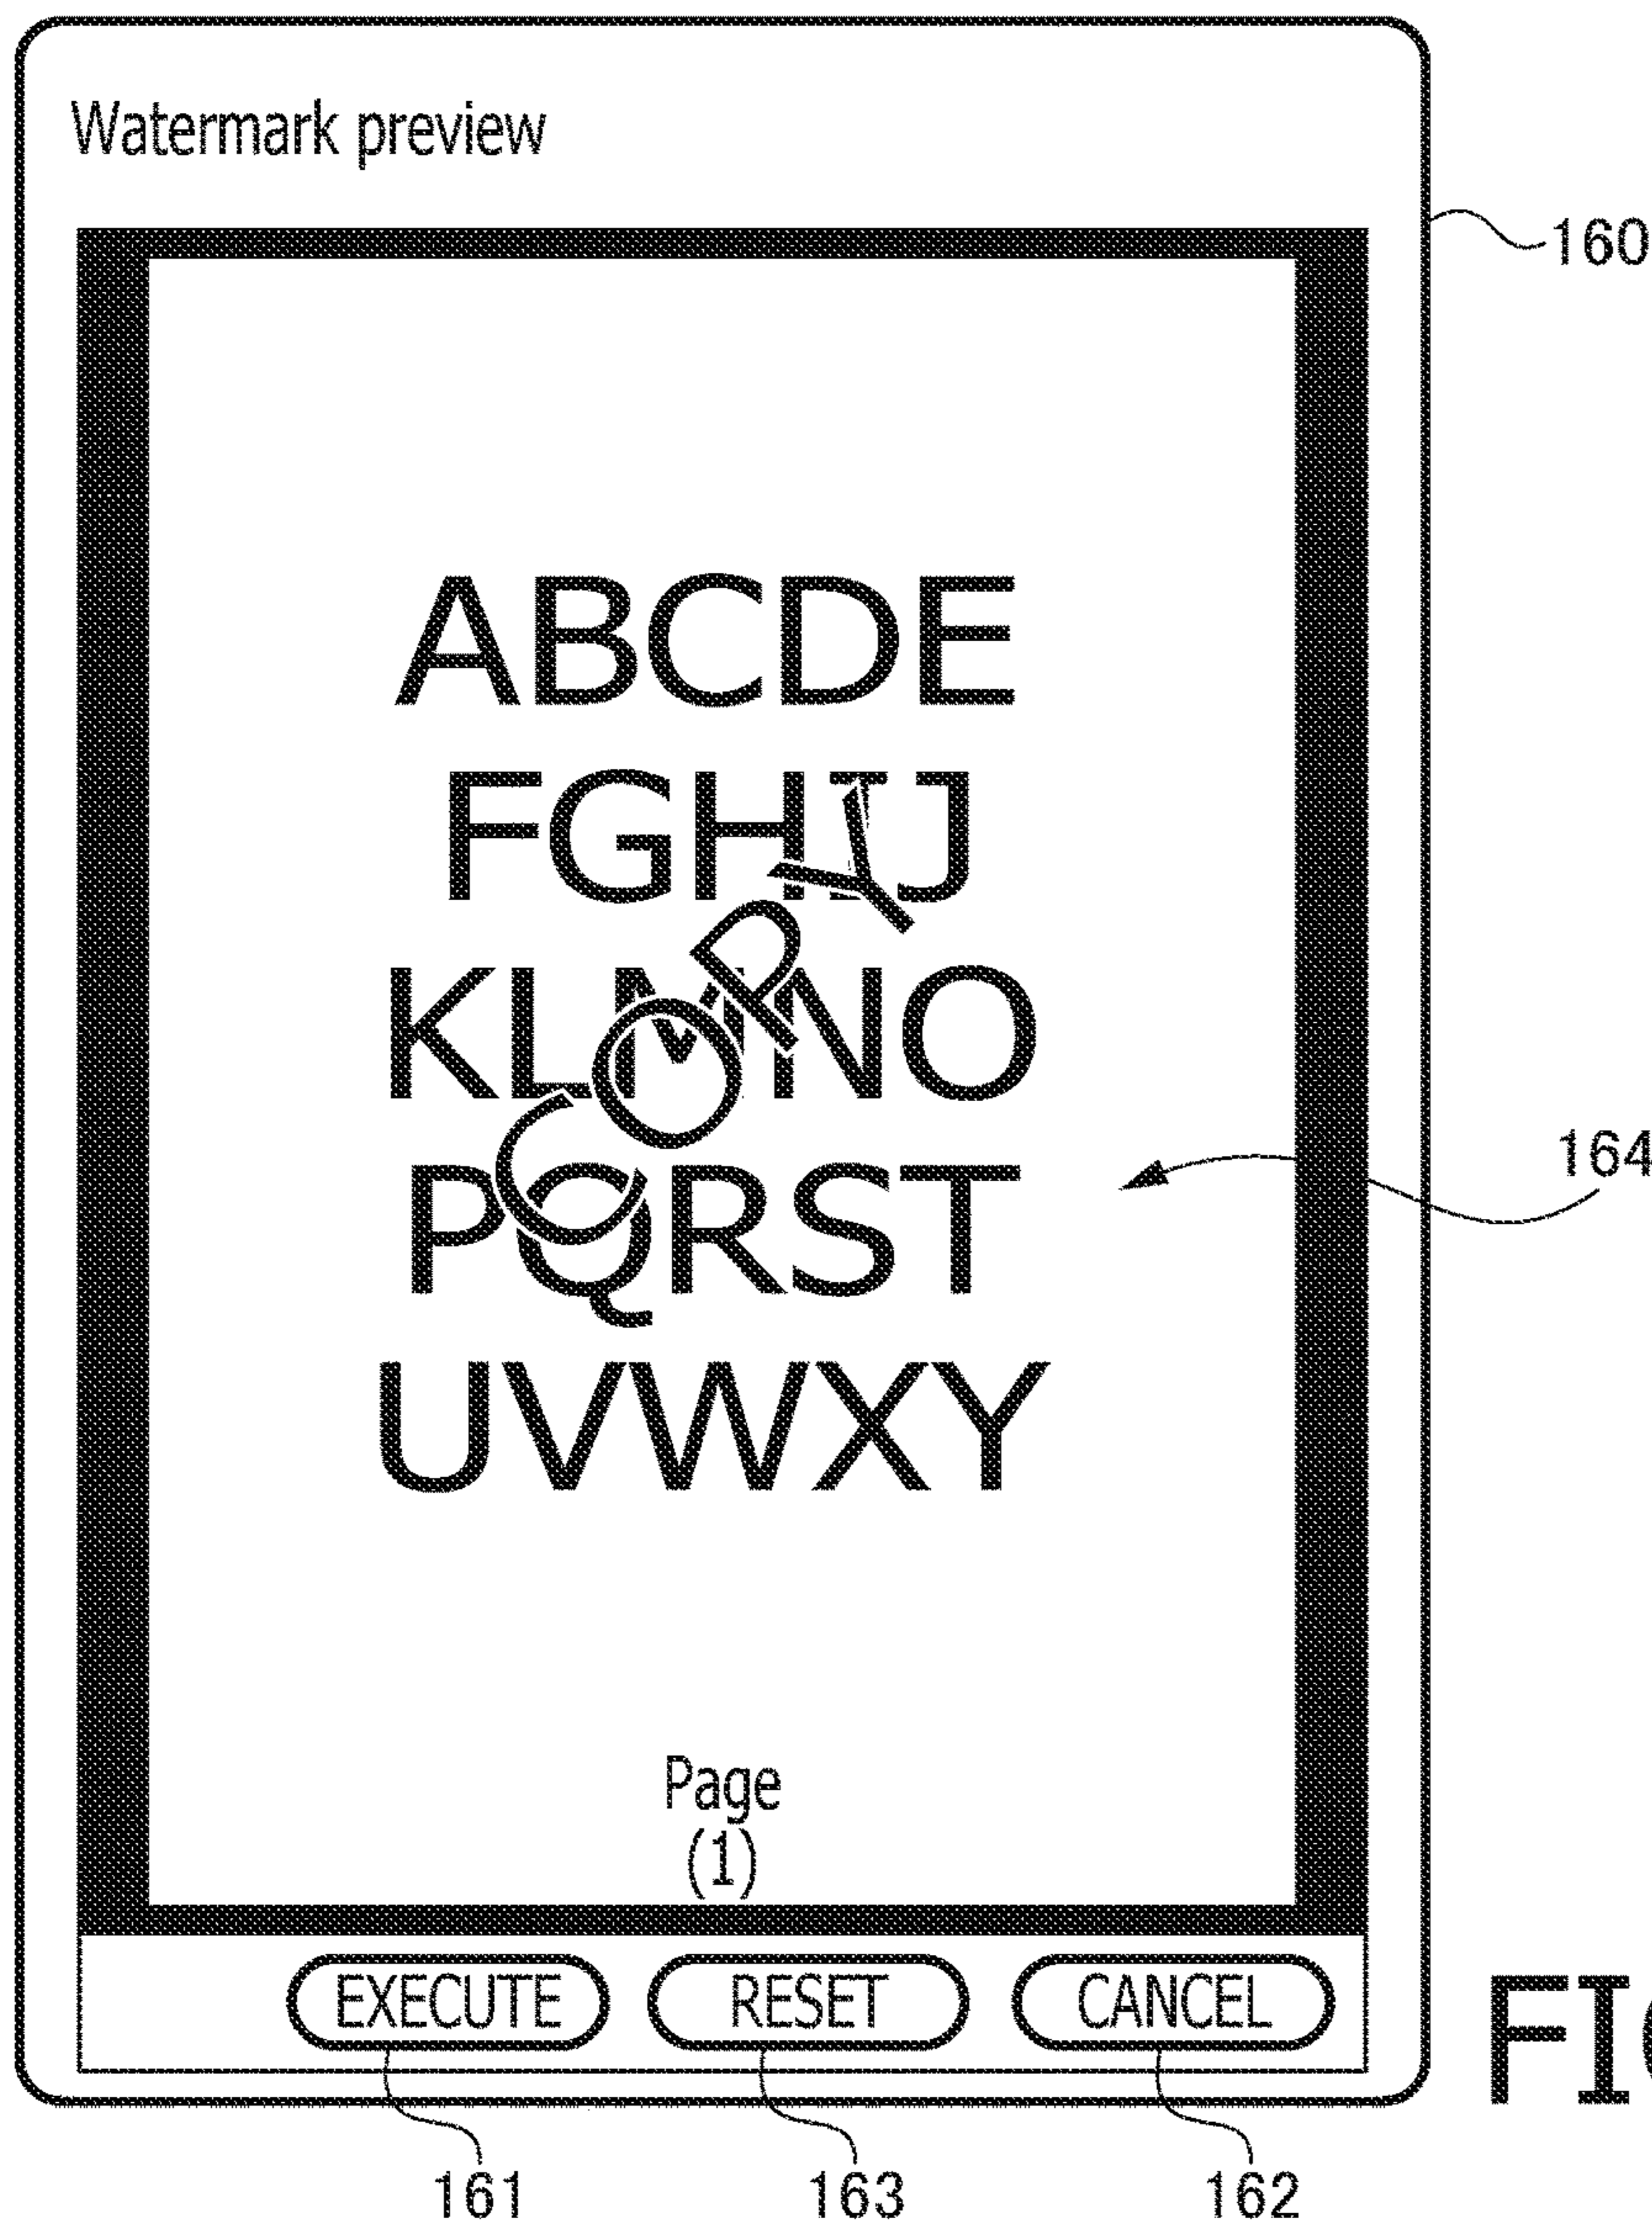 Watermark preview
160
ABCDE
FGHIJ
KLMNO
PQRST
UVWXY
COPY
164
Page
(1)
EXECUTE RESET CANCEL
161 163 162